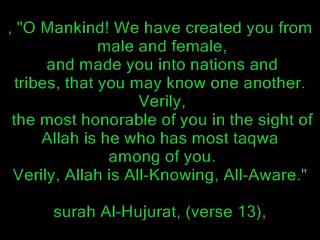 , "O Mankind! We have created you from
male and female,
and made you into nations and
tribes, that you may know one another.
Verily,
the most honorable of you in the sight of
Allah is he who has most taqwa
among of you.
Verily, Allah is All-Knowing, All-Aware."
surah Al-Hujurat, (verse 13),